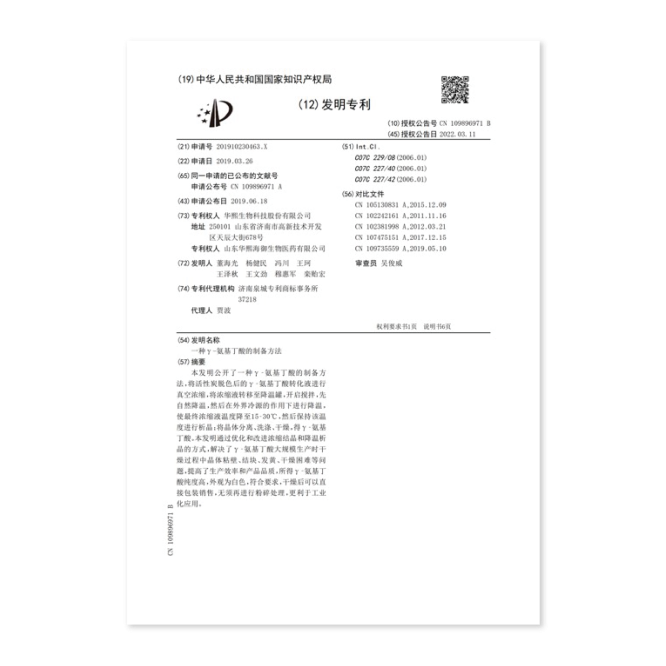 (19)中华人民共和国国家知识产权局
(12)发明专利
(10)授权公告号 CN 109896971 B
(45)授权公告日 2022.03.11
(21)申请号 201910230463.X
(22)申请日 2019.03.26
(65)同一申请的已公布的文献号
申请公布号 CN 109896971 A
(43)申请公布日 2019.06.18
(73)专利权人 华熙生物科技股份有限公司
地址 250101 山东省济南市高新技术开发
区天辰大街678号
专利权人 山东华熙海御生物医药有限公司
(72)发明人 董海光 杨健民 冯川 王珂
王泽秋 王文勃 穆惠军 栾贻宏
(74)专利代理机构 济南泉城专利商标事务所
37218
代理人 贾波
(51)Int.Cl.
C07C 229/08(2006.01)
C07C 227/40(2006.01)
C07C 227/42(2006.01)
(56)对比文件
CN 105130831 A,2015.12.09
CN 102242161 A,2011.11.16
CN 102381998 A,2012.03.21
CN 107475151 A,2017.12.15
CN 109735559 A,2019.05.10
审查员 吴俊威
权利要求书1页 说明书6页
(54)发明名称
一种γ-氨基丁酸的制备方法
(57)摘要
本发明公开了一种γ-氨基丁酸的制备方
法,将活性炭脱色后的γ-氨基丁酸转化液进行
真空浓缩,将浓缩液转移至降温罐,开启搅拌,先
自然降温,然后在外界冷源的作用下进行降温,
使最终浓缩液温度降至15-30℃,然后保持该温
度进行析晶;将晶体分离、洗涤、干燥,得γ-氨基
丁酸。本发明通过优化和改进浓缩结晶和降温析
晶的方式,解决了γ-氨基丁酸大规模生产时干
燥过程中晶体粘壁、结块、发黄、干燥困难等问
题,提高了生产效率和产品品质,所得γ-氨基丁
酸纯度高,外观为白色,符合要求,干燥后可以直
接包装销售,无须再进行粉碎处理,更利于工业
化应用。
CN 109896971 B